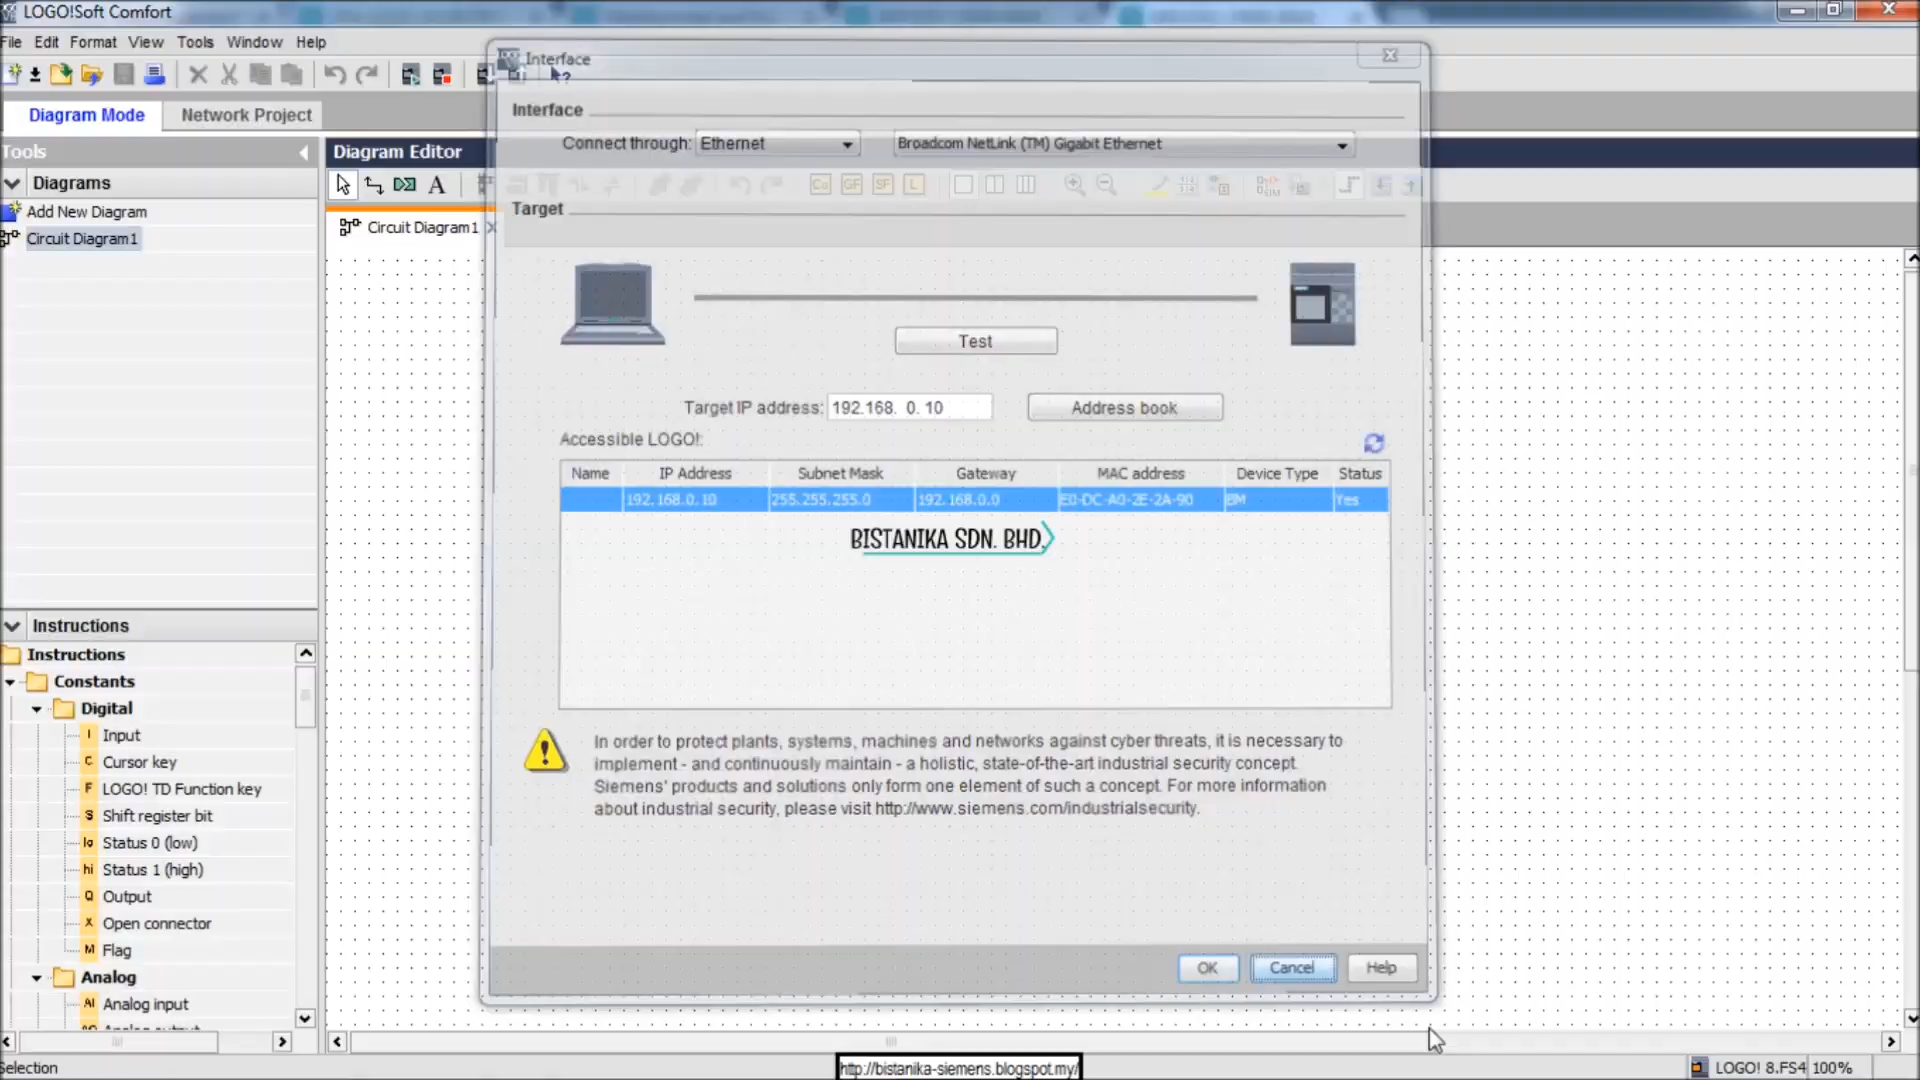 LOGO!Soft Comfort
File Edit Format View Tools Window Help
Interface
Diagram Mode Network Project
Interface
Connect through: Ethernet Broadcom NetLink (TM) Gigabit Ethernet
Tools
Diagram Editor
Diagrams
A Co GF SF L
Target
Add New Diagram
Circuit Diagram1
Circuit Diagram1
Test
Target IP address: 192.168. 0. 10 Address book
Accessible LOGO!:
Name IP Address Subnet Mask Gateway MAC address Device Type Status
192.168.0.10 255.255.255.0 192.168.0.0 E0-DC-A0-2E-2A-90 BM Yes
BISTANIKA SDN. BHD.
Instructions
Instructions
Constants
Digital
I Input
C Cursor key
F LOGO! TD Function key
S Shift register bit
lo Status 0 (low)
hi Status 1 (high)
Q Output
X Open connector
M Flag
Analog
AI Analog input
Analog output
In order to protect plants, systems, machines and networks against cyber threats, it is necessary to
implement - and continuously maintain - a holistic, state-of-the-art industrial security concept.
Siemens' products and solutions only form one element of such a concept. For more information
about industrial security, please visit http://www.siemens.com/industrialsecurity.
OK Cancel Help
Selection
http://bistanika-siemens.blogspot.my/
LOGO! 8.FS4 100%